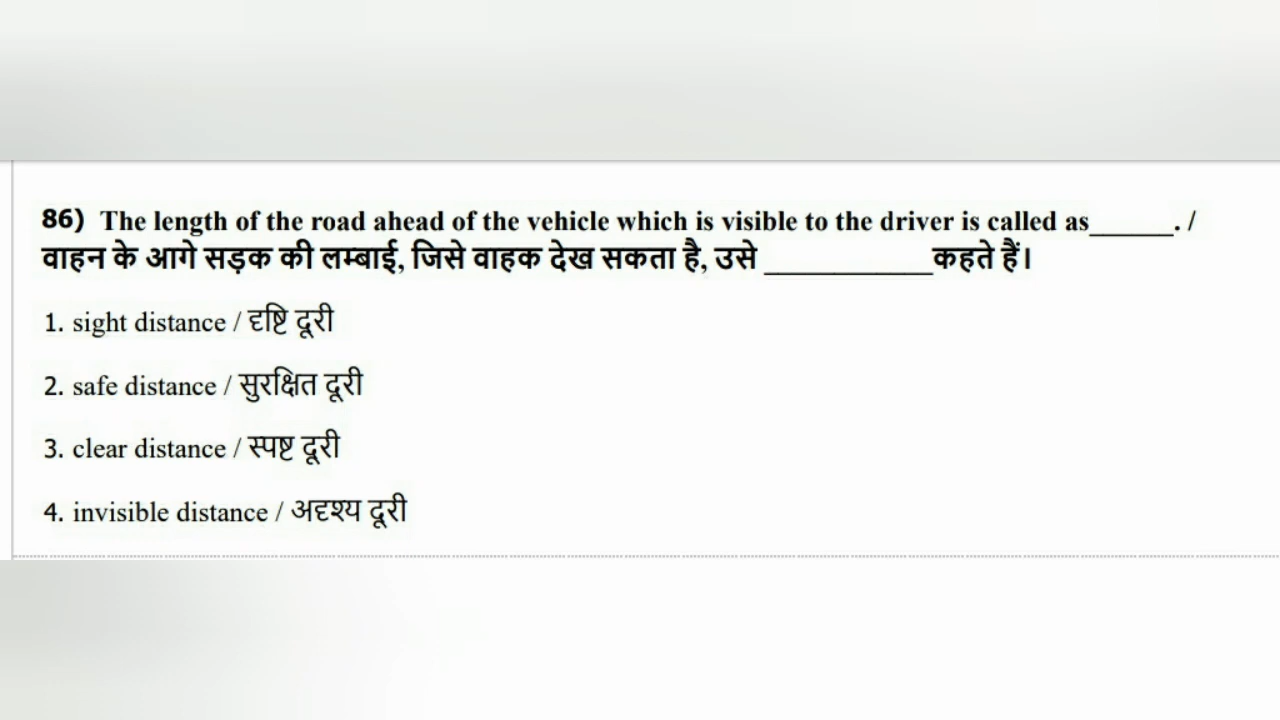 86) The length of the road ahead of the vehicle which is visible to the driver is called as______. /
वाहन के आगे सड़क की लम्बाई, जिसे वाहक देख सकता है, उसे ____________कहते हैं।
1. sight distance / दृष्टि दूरी
2. safe distance / सुरक्षित दूरी
3. clear distance / स्पष्ट दूरी
4. invisible distance / अदृश्य दूरी